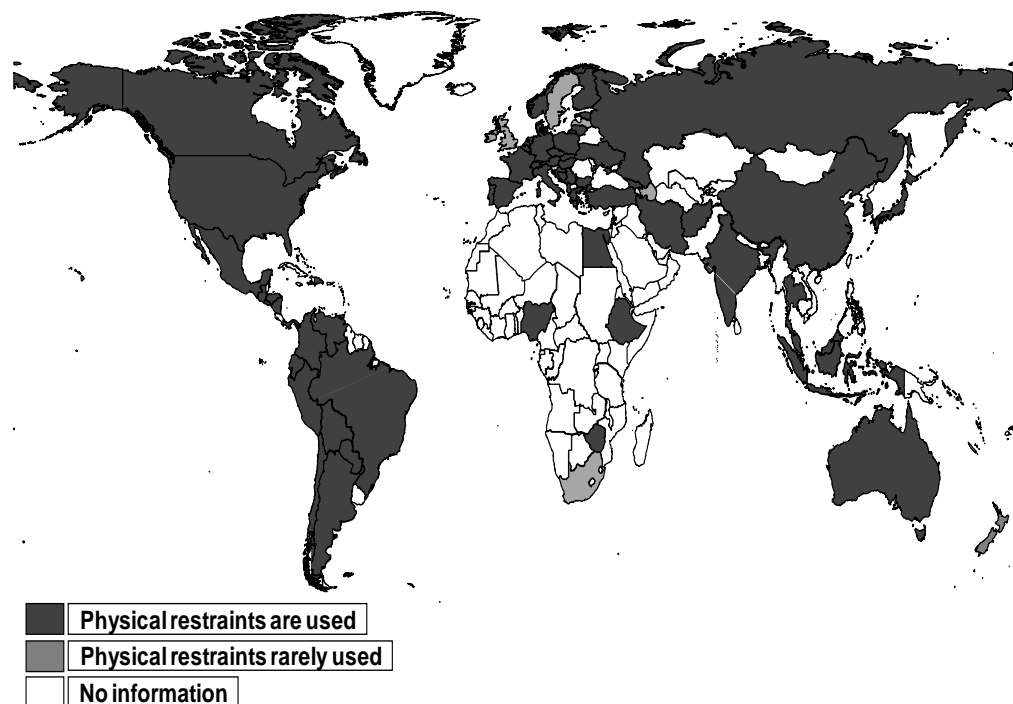 Physical restraints are used
Physical restraints rarely used
No information